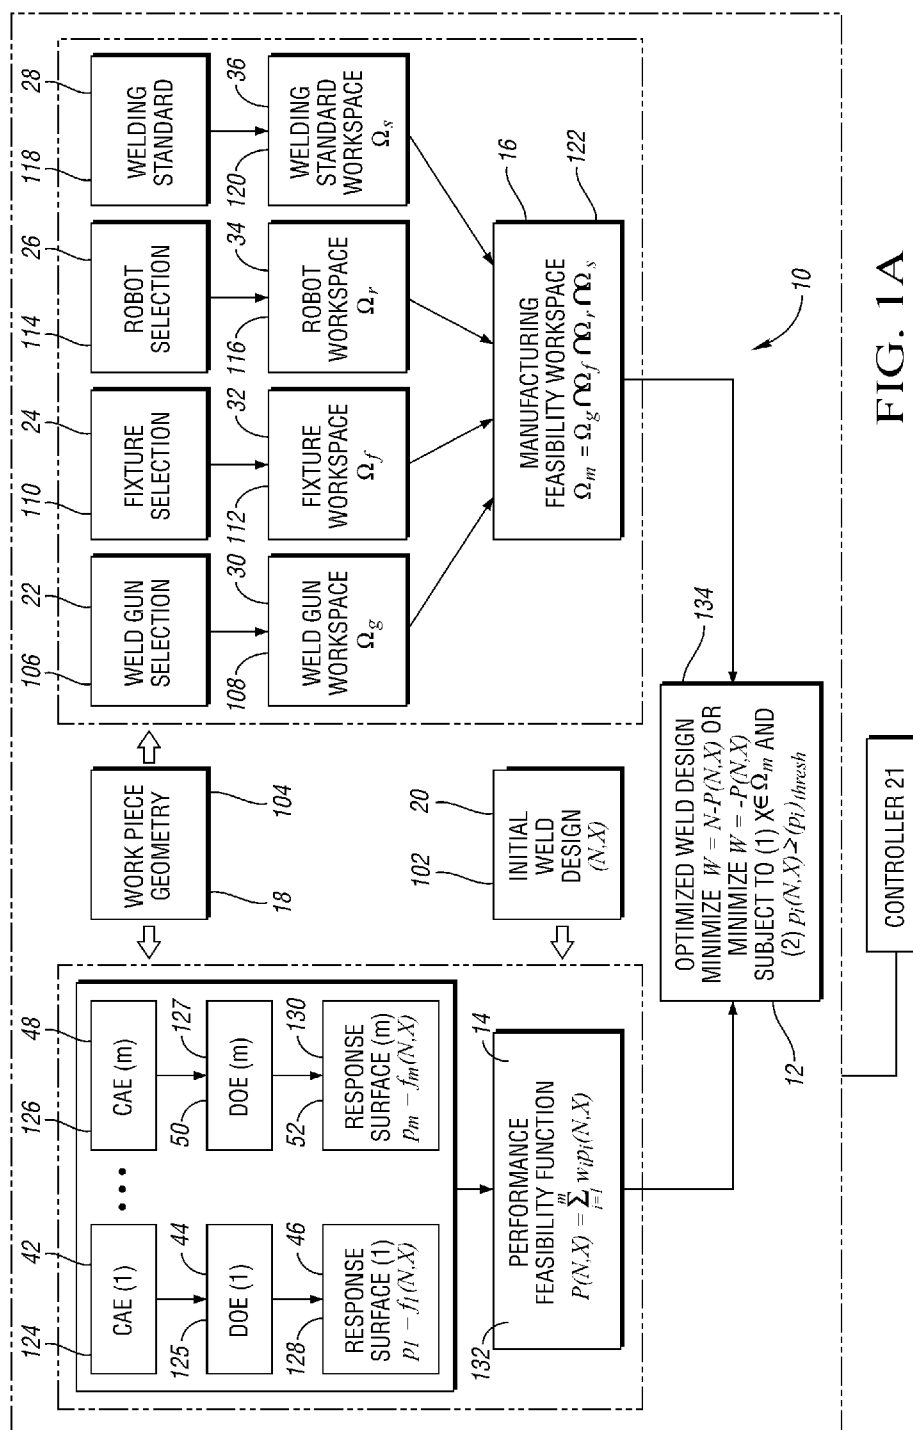 124
42
CAE (1)
125
44
DOE (1)
128
46
RESPONSE
SURFACE (1)
p1 – f1(N,X)
• • •
126
48
CAE (m)
50
127
DOE (m)
52
130
RESPONSE
SURFACE (m)
pm – fm(N,X)
132
14
PERFORMANCE
FEASIBILITY FUNCTION
P(N,X) = m Σ i=1 wipi(N,X)
18
104
WORK PIECE
GEOMETRY
102
20
INITIAL
WELD
DESIGN
(N,X)
106
22
WELD GUN
SELECTION
108
30
WELD GUN
WORKSPACE
Ωg
110
24
FIXTURE
SELECTION
112
32
FIXTURE
WORKSPACE
Ωf
114
26
ROBOT
SELECTION
116
34
ROBOT
WORKSPACE
Ωr
118
28
WELDING
STANDARD
120
36
WELDING
STANDARD
WORKSPACE
Ωs
16
122
MANUFACTURING
FEASIBILITY WORKSPACE
Ωm = Ωg ∩ Ωf ∩ Ωr ∩ Ωs
12
134
OPTIMIZED WELD DESIGN
MINIMIZE W = N-P(N,X) OR
MINIMIZE W = -P(N,X)
SUBJECT TO (1) X∈Ωm AND
(2) pi(N,X) ≥ (pi)thresh
CONTROLLER 21
10
FIG. 1A